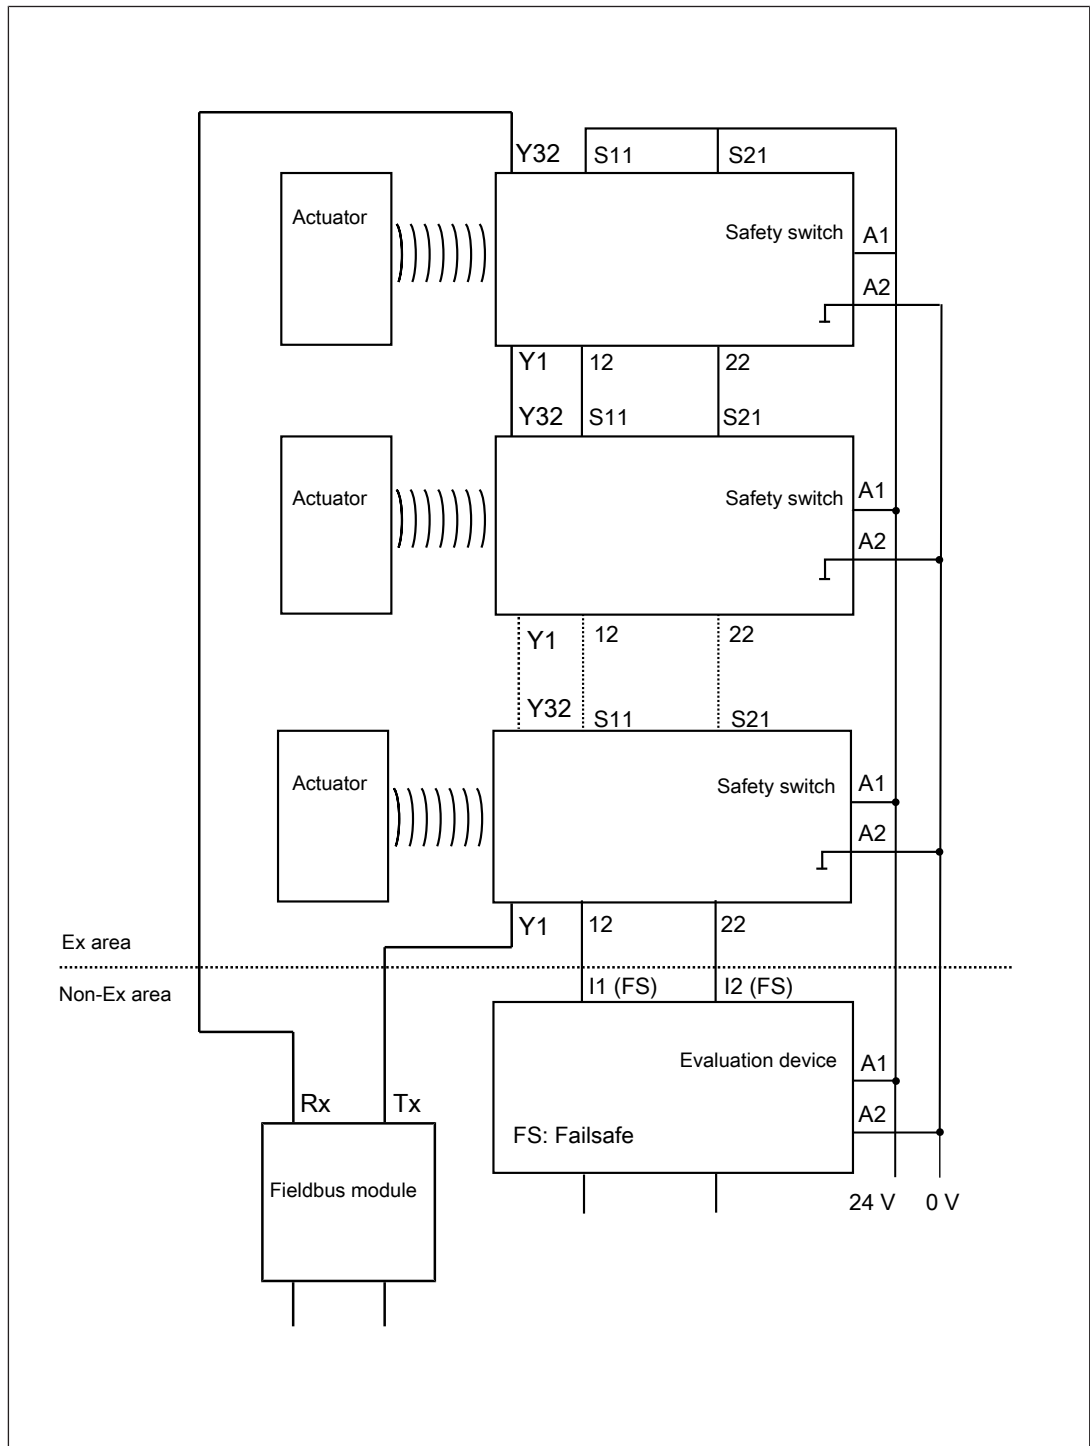 Y32 S11 S21
Actuator
Safety switch A1
A2
Y1 12 22
Y32 S11 S21
Actuator
Safety switch A1
A2
Y1 12 22
Y32 S11 S21
Actuator
Safety switch A1
A2
Y1 12 22
Ex area
Non-Ex area
I1 (FS) I2 (FS)
Evaluation device A1
A2
Rx Tx
FS: Failsafe
Fieldbus module
24 V 0 V